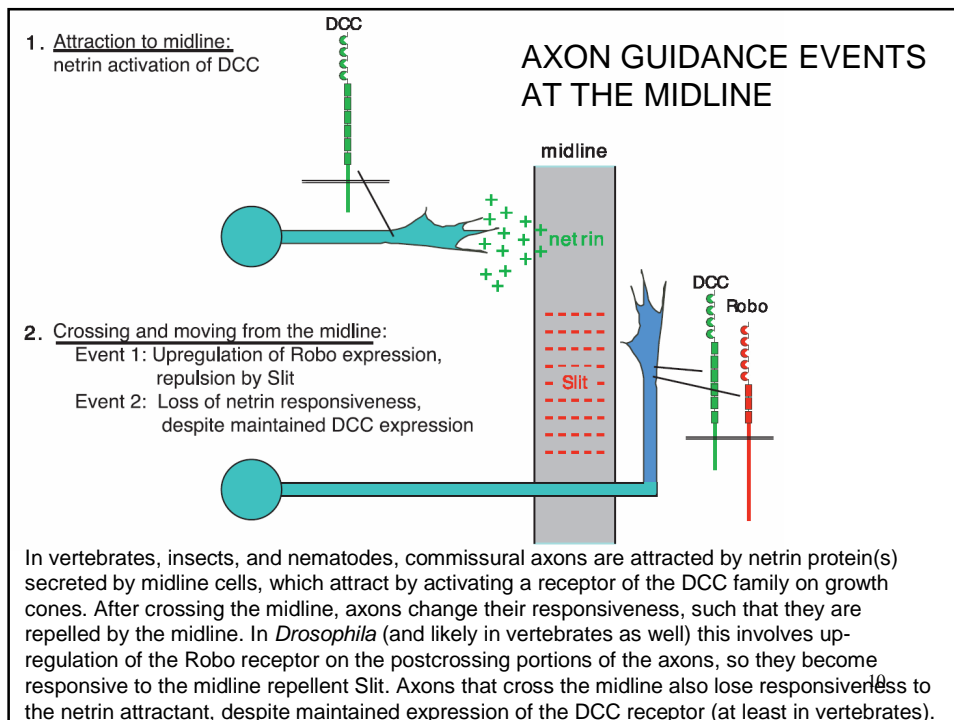 DCC
1. Attraction to midline:
netrin activation of DCC
AXON GUIDANCE EVENTS
AT THE MIDLINE
midline
netrin
DCC
Robo
2. Crossing and moving from the midline:
Event 1: Upregulation of Robo expression,
repulsion by Slit
Event 2: Loss of netrin responsiveness,
despite maintained DCC expression
Slit
In vertebrates, insects, and nematodes, commissural axons are attracted by netrin protein(s)
secreted by midline cells, which attract by activating a receptor of the DCC family on growth
cones. After crossing the midline, axons change their responsiveness, such that they are
repelled by the midline. In Drosophila (and likely in vertebrates as well) this involves up-
regulation of the Robo receptor on the postcrossing portions of the axons, so they become
responsive to the midline repellent Slit. Axons that cross the midline also lose responsiveness to
the netrin attractant, despite maintained expression of the DCC receptor (at least in vertebrates).
10